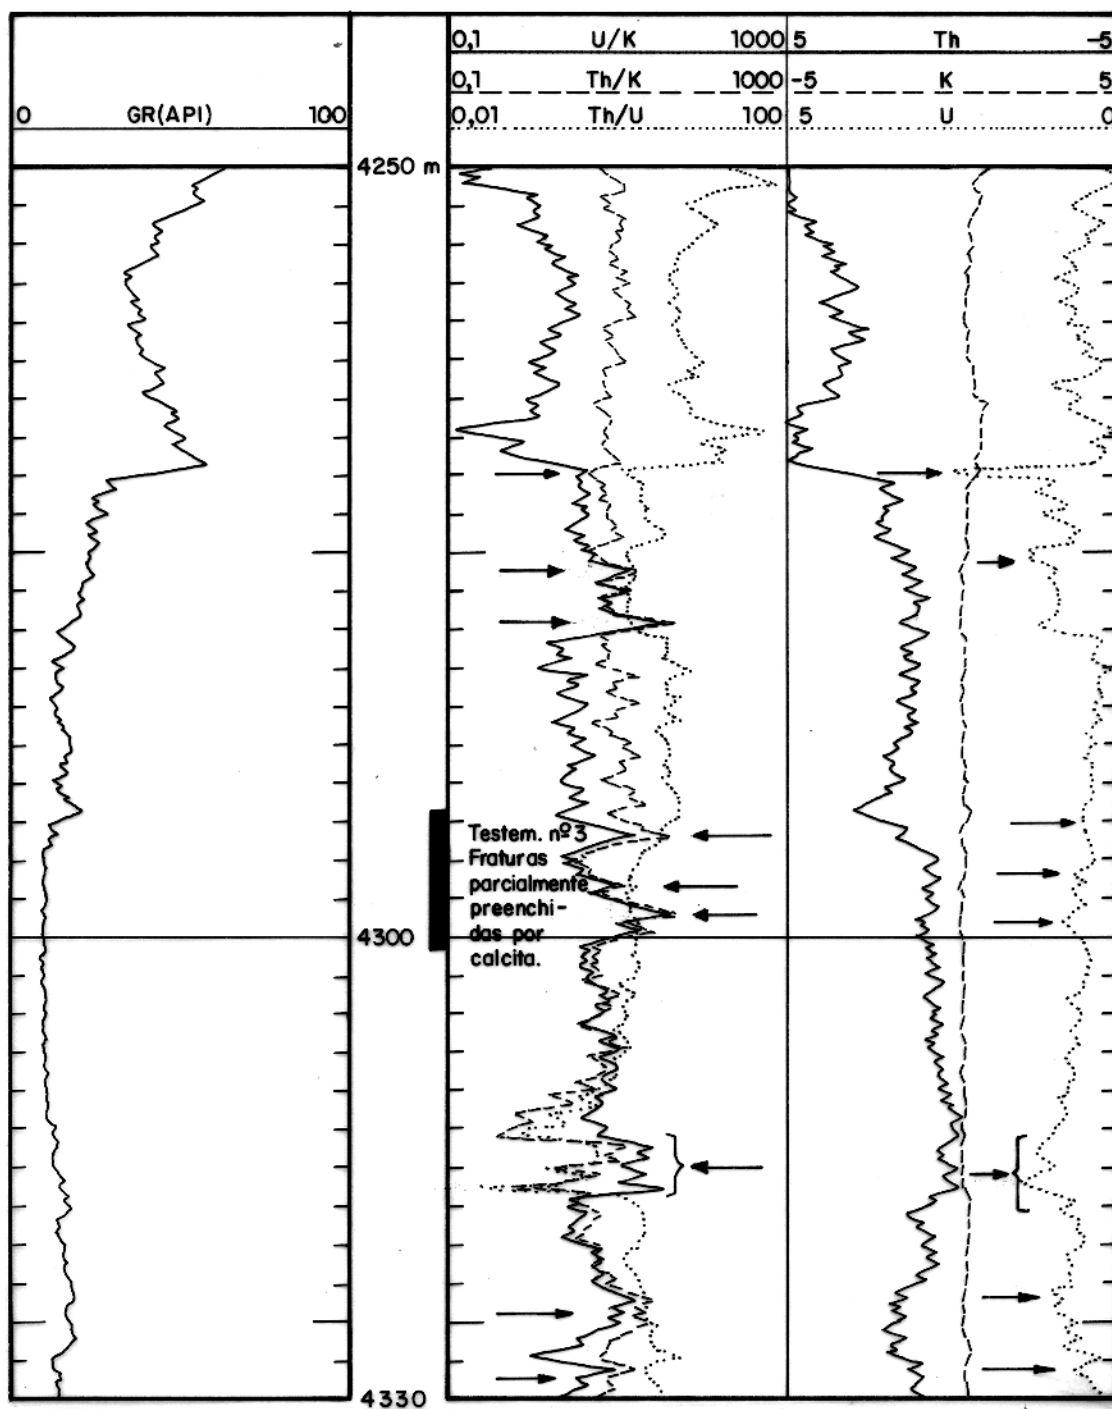 0,1 U/K 1000 5 Th -5
0,1 Th/K 1000 -5 K 5
0 GR(API) 100 0,01 Th/U 100 5 U 0
4250 m
Testem. nº 3
Fraturas
parcialmente
preenchi-
das por
calcita.
4300
4330